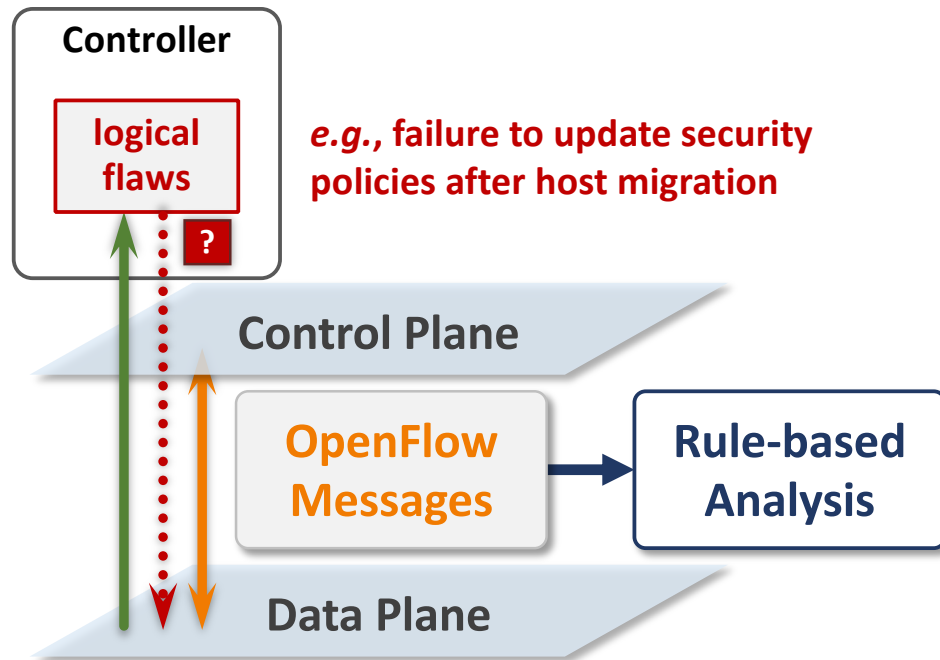 Controller
logical
flaws
e.g., failure to update security
policies after host migration
?
Control Plane
OpenFlow
Messages
Rule-based
Analysis
Data Plane